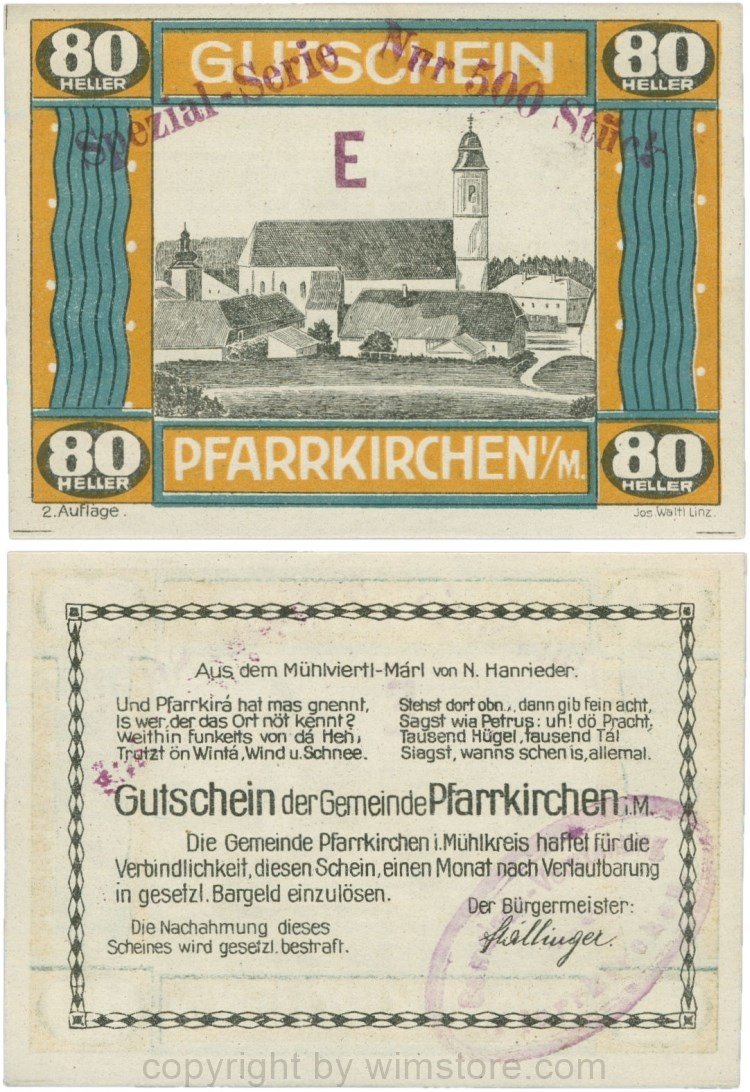 80 HELLER
GUTSCHEIN
80 HELLER
Spezial-Serie Nur 500 Stück
E
80 HELLER
PFARRKIRCHEN I/M.
80 HELLER
2. Auflage.
Jos. Waltl Linz.
Aus dem Mühlviertl-Márl von N. Hanrieder.
Und Pfarrkirá hat mas gnennt,
Is wer, der das Ort nöt kennt?
Weithin funkelts von dá Heh,
Trutzt ön Wintá, Wind u. Schnee.
Stehst dort obn., dann gib fein acht,
Sagst wia Petrus: uh! dö Pracht,
Tausend Hügel, tausend Tál
Siagst, wanns schen is, allemal.
Gutschein der Gemeinde Pfarrkirchen i. M.
Die Gemeinde Pfarrkirchen i. Mühlkreis haftet für die
Verbindlichkeit, diesen Schein, einen Monat nach Verlautbarung
in gesetzl. Bargeld einzulösen.
Die Nachahmung dieses
Scheines wird gesetzl. bestraft.
Der Bürgermeister:
copyright by wimstore.com